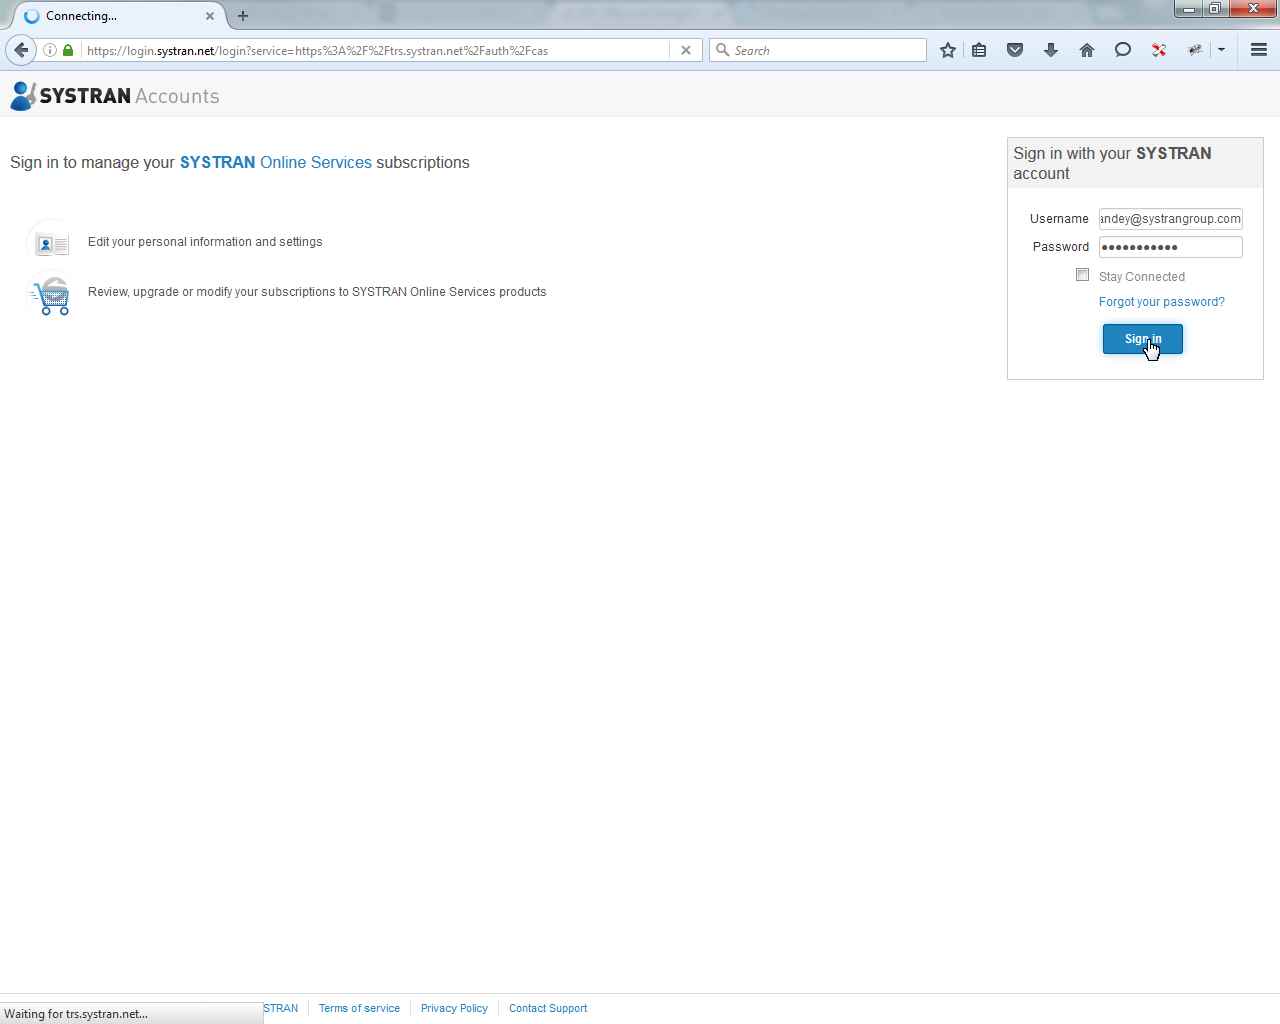 Connecting...
https://login.systran.net/login?service=https%3A%2F%2Ftrs.systran.net%2Fauth%2Fcas
Search
SYSTRAN Accounts
Sign in to manage your SYSTRAN Online Services subscriptions
Edit your personal information and settings
Review, upgrade or modify your subscriptions to SYSTRAN Online Services products
Sign in with your SYSTRAN
account
Username
andey@systrangroup.com
Password
Stay Connected
Forgot your password?
Sign in
STRAN
Terms of service
Privacy Policy
Contact Support
Waiting for trs.systran.net...